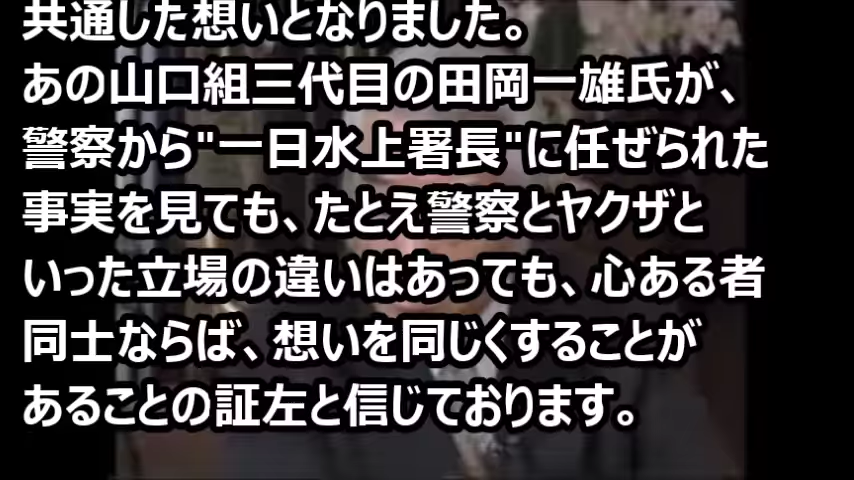 共通した想いとなりました。
あの山口組三代目の田岡一雄氏が、
警察から"一日水上署長"に任ぜられた
事実を見ても、たとえ警察とヤクザと
いった立場の違いはあっても、心ある者
同士ならば、想いを同じくすることが
あることの証左と信じております。